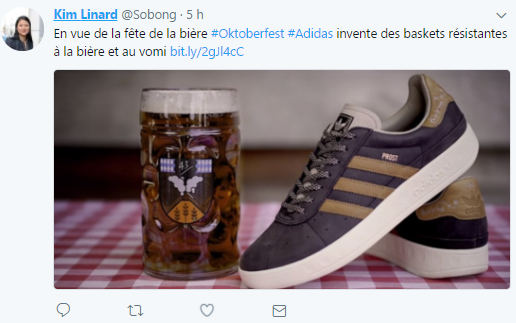 Kim Linard @Sobong · 5 h
En vue de la fête de la bière #Oktoberfest #Adidas invente des baskets résistantes
à la bière et au vomi bit.ly/2gJl4cC
PROST